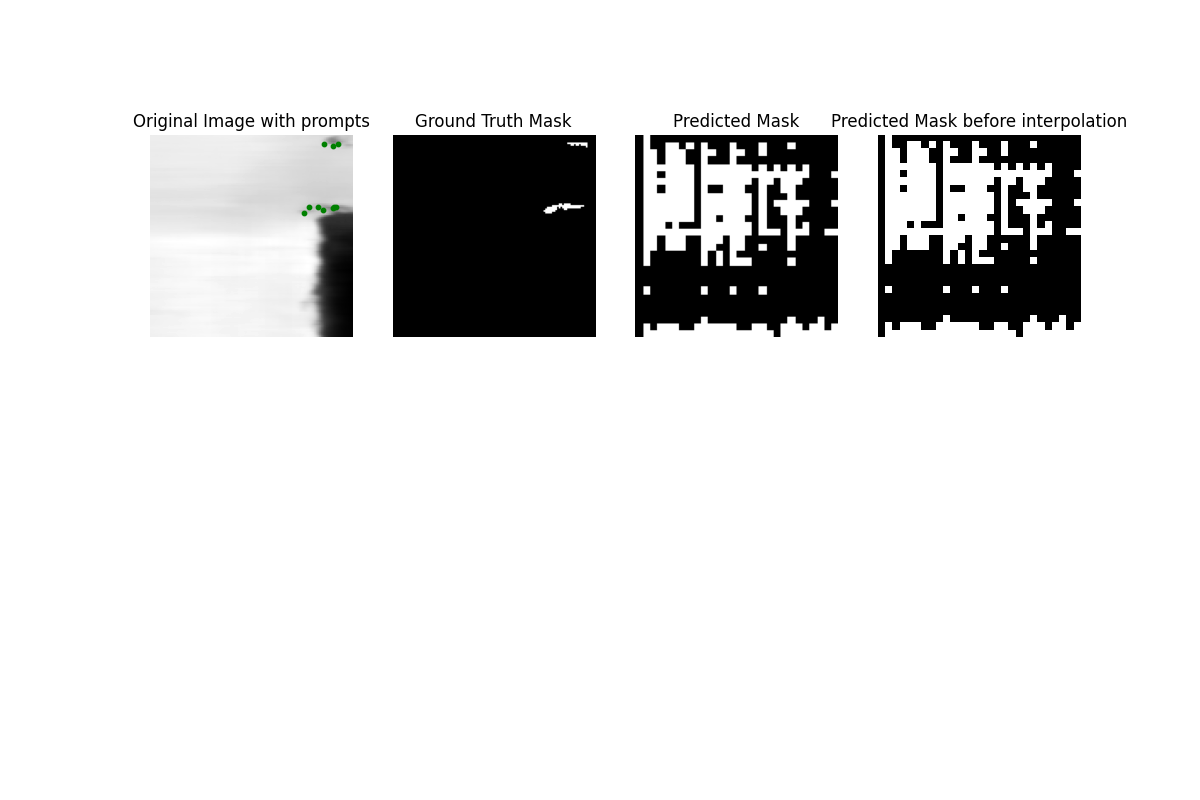 Original Image with prompts
Ground Truth Mask
Predicted Mask
Predicted Mask before interpolation